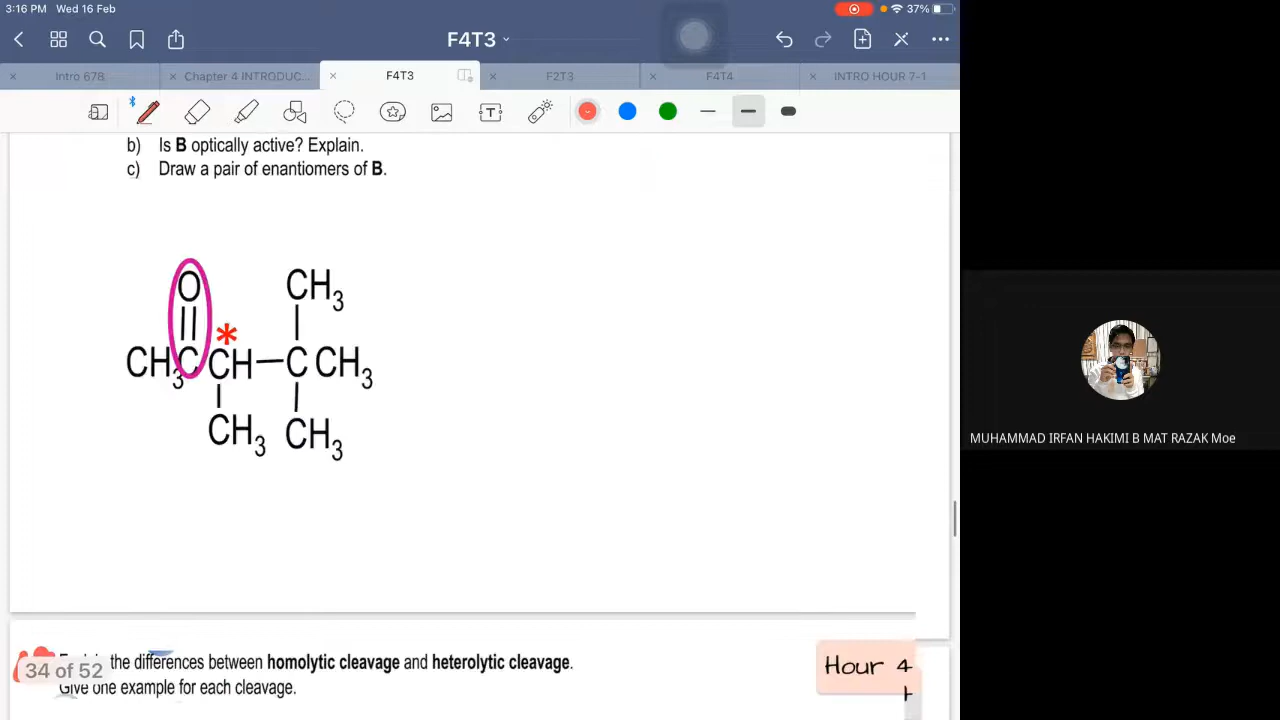 3:16 PM Wed 16 Feb
37%
F4T3
Intro 678
Chapter 4 INTRODUC...
F4T3
F2T3
F4T4
INTRO HOUR 7-1
T
b) Is B optically active? Explain.
c) Draw a pair of enantiomers of B.
O CH3
*
CH3C CH C CH3
CH3 CH3
MUHAMMAD IRFAN HAKIMI B MAT RAZAK Moe
the differences between homolytic cleavage and heterolytic cleavage.
Give one example for each cleavage.
34 of 52
Hour 4